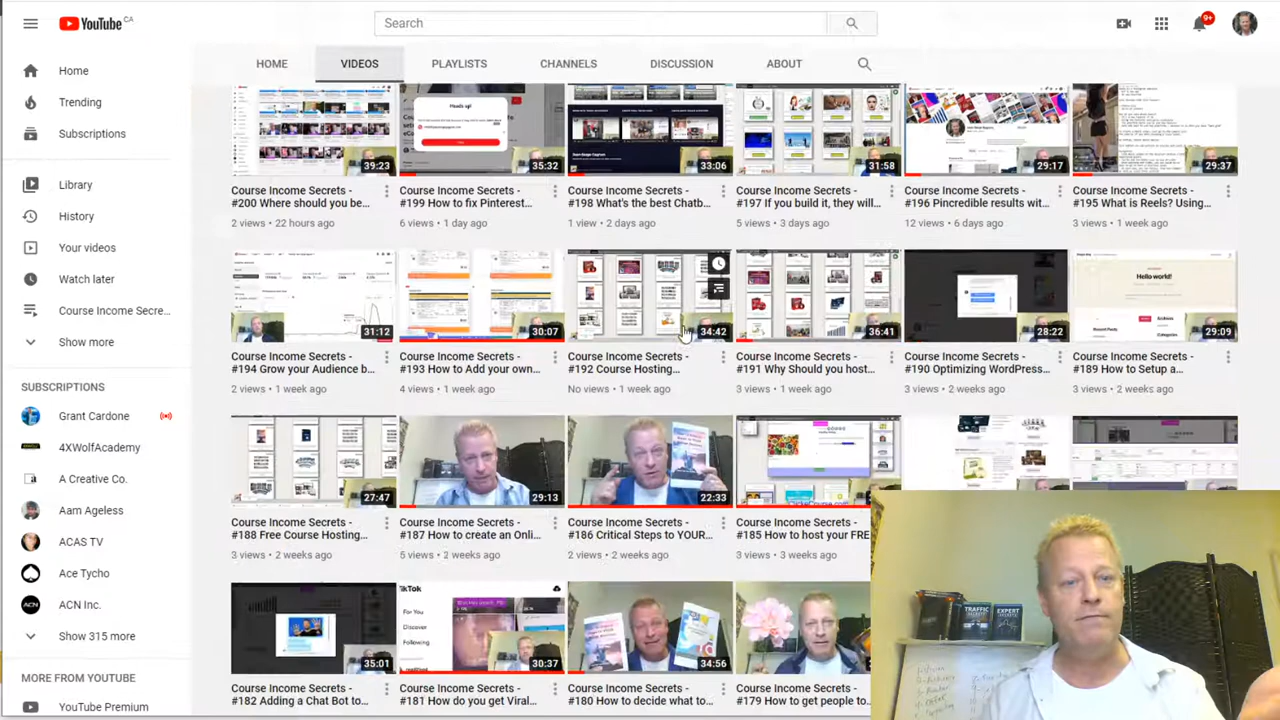 YouTube CA
Search
9+
HOME
VIDEOS
PLAYLISTS
CHANNELS
DISCUSSION
ABOUT
Home
Trending
Subscriptions
Library
History
Your videos
Watch later
Course Income Secre...
Show more
SUBSCRIPTIONS
Grant Cardone
4XWolfAcademy
A Creative Co.
Aam Ageless
ACAS TV
Ace Tycho
ACN Inc.
Show 315 more
MORE FROM YOUTUBE
YouTube Premium
Heads up!
39:23
35:52
33:06
31:58
29:17
29:37
Course Income Secrets -
#200 Where should you be...
2 views • 22 hours ago
Course Income Secrets -
#199 How to fix Pinterest...
6 views • 1 day ago
Course Income Secrets -
#198 What's the best Chatb...
1 view • 2 days ago
Course Income Secrets -
#197 If you build it, they will...
5 views • 3 days ago
Course Income Secrets -
#196 Pincredible results wit...
12 views • 6 days ago
Course Income Secrets -
#195 What is Reels? Using...
3 views • 1 week ago
Hello world!
31:12
30:07
34:42
36:41
28:22
29:09
Course Income Secrets -
#194 Grow your Audience b...
2 views • 1 week ago
Course Income Secrets -
#193 How to Add your own...
4 views • 1 week ago
Course Income Secrets -
#192 Course Hosting...
No views • 1 week ago
Course Income Secrets -
#191 Why Should you host...
3 views • 1 week ago
Course Income Secrets -
#190 Optimizing WordPress...
3 views • 2 weeks ago
Course Income Secrets -
#189 How to Setup a...
3 views • 2 weeks ago
27:47
29:13
22:33
Course Income Secrets -
#188 Free Course Hosting...
3 views • 2 weeks ago
Course Income Secrets -
#187 How to create an Onli...
5 views • 2 weeks ago
Course Income Secrets -
#186 Critical Steps to YOUR...
2 views • 2 weeks ago
Course Income Secrets -
#185 How to host your FRE
3 views • 3 weeks ago
TikTok
For You
Discover
Following
35:01
30:37
34:56
Course Income Secrets -
#182 Adding a Chat Bot to...
Course Income Secrets -
#181 How do you get Viral...
Course Income Secrets -
#180 How to decide what to...
Course Income Secrets -
#179 How to get people to
TRAFFIC
SECRETS
EXPERT
SECRETS